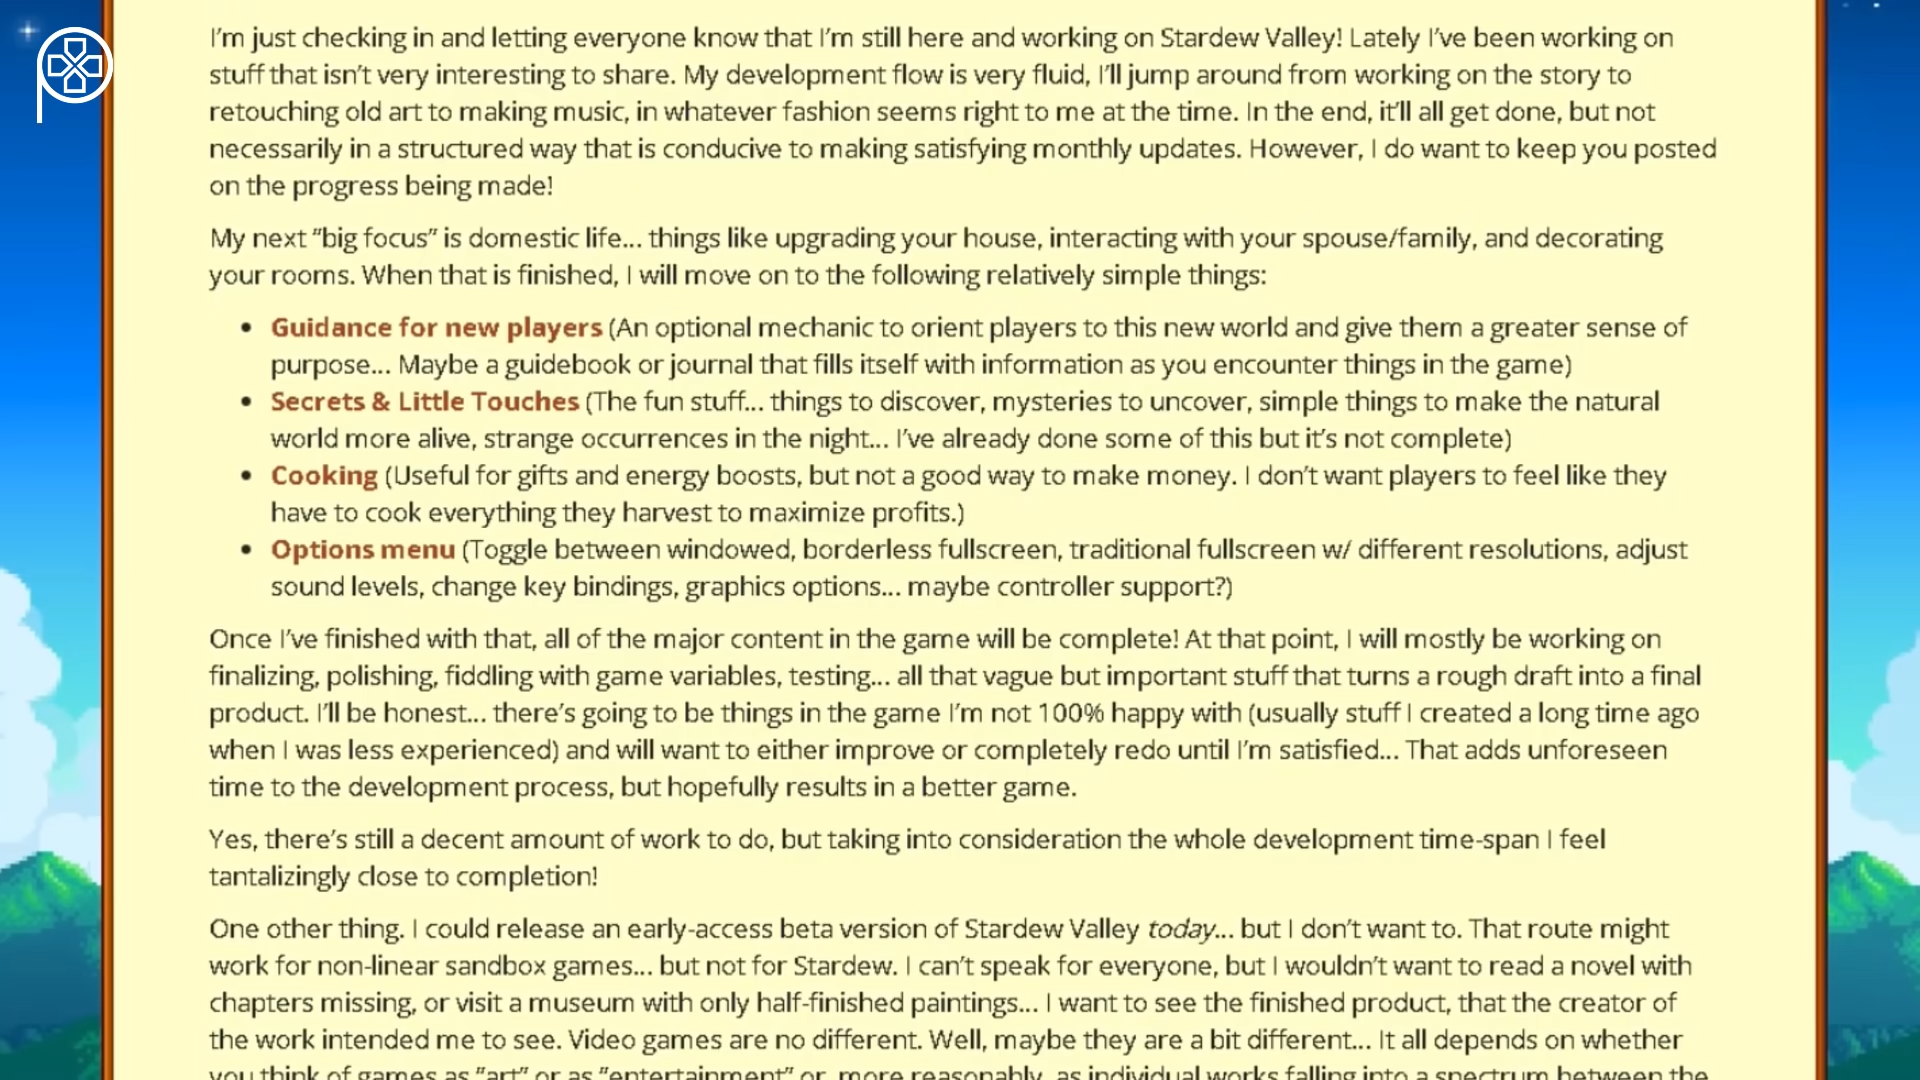 I'm just checking in and letting everyone know that I'm still here and working on Stardew Valley! Lately I've been working on
stuff that isn't very interesting to share. My development flow is very fluid, I'll jump around from working on the story to
retouching old art to making music, in whatever fashion seems right to me at the time. In the end, it'll all get done, but not
necessarily in a structured way that is conducive to making satisfying monthly updates. However, I do want to keep you posted
on the progress being made!
My next "big focus" is domestic life... things like upgrading your house, interacting with your spouse/family, and decorating
your rooms. When that is finished, I will move on to the following relatively simple things:
• Guidance for new players (An optional mechanic to orient players to this new world and give them a greater sense of
purpose... Maybe a guidebook or journal that fills itself with information as you encounter things in the game)
• Secrets & Little Touches (The fun stuff... things to discover, mysteries to uncover, simple things to make the natural
world more alive, strange occurrences in the night... I've already done some of this but it's not complete)
• Cooking (Useful for gifts and energy boosts, but not a good way to make money. I don't want players to feel like they
have to cook everything they harvest to maximize profits.)
• Options menu (Toggle between windowed, borderless fullscreen, traditional fullscreen w/ different resolutions, adjust
sound levels, change key bindings, graphics options... maybe controller support?)
Once I've finished with that, all of the major content in the game will be complete! At that point, I will mostly be working on
finalizing, polishing, fiddling with game variables, testing... all that vague but important stuff that turns a rough draft into a final
product. I'll be honest... there's going to be things in the game I'm not 100% happy with (usually stuff I created a long time ago
when I was less experienced) and will want to either improve or completely redo until I'm satisfied... That adds unforeseen
time to the development process, but hopefully results in a better game.
Yes, there's still a decent amount of work to do, but taking into consideration the whole development time-span I feel
tantalizingly close to completion!
One other thing. I could release an early-access beta version of Stardew Valley today... but I don't want to. That route might
work for non-linear sandbox games... but not for Stardew. I can't speak for everyone, but I wouldn't want to read a novel with
chapters missing, or visit a museum with only half-finished paintings... I want to see the finished product, that the creator of
the work intended me to see. Video games are no different. Well, maybe they are a bit different... It all depends on whether
you think of games as "art" or as "entertainment" or, more reasonably, as individual works falling into a spectrum between the